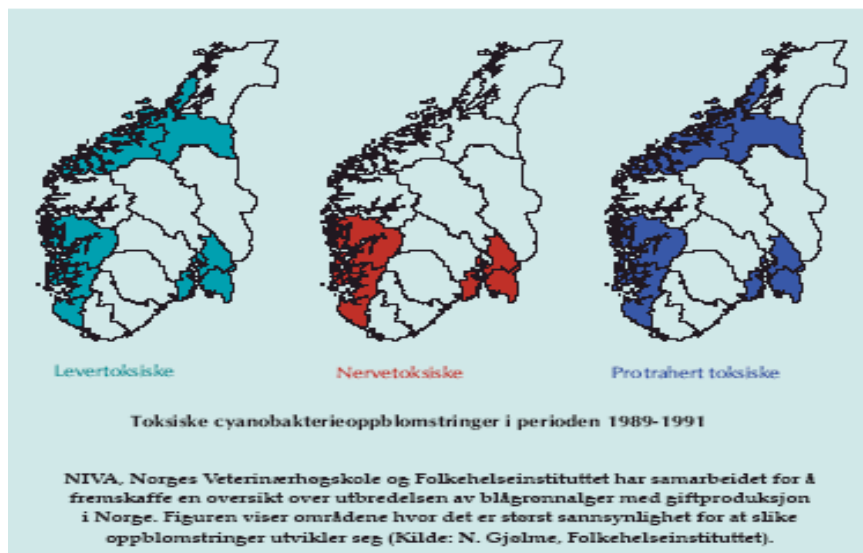 Levertoksiske
Nervetoksiske
Protrahert toksiske
Toksiske cyanobakterieoppblomstringer i perioden 1989-1991
NIVA, Norges Veterinærhøgskole og Folkehelseinstituttet har samarbeidet for å
fremskaffe en oversikt over utbredelsen av blågrønnalger med giftproduksjon
i Norge. Figuren viser områdene hvor det er størst sannsynlighet for at slike
oppblomstringer utvikler seg (Kilde: N. Gjølme, Folkehelseinstituttet).